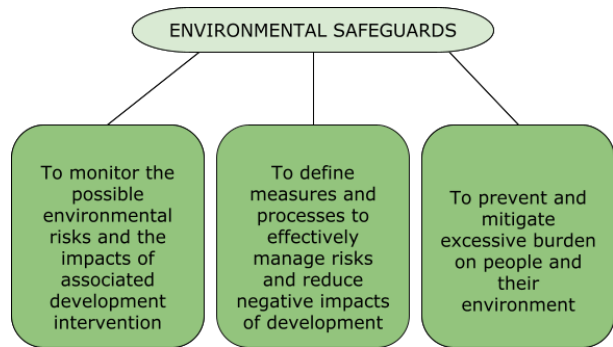 ENVIRONMENTAL SAFEGUARDS
To monitor the
possible
environmental
risks and the
impacts of
associated
development
intervention
To define
measures and
processes to
effectively
manage risks
and reduce
negative impacts
of development
To prevent and
mitigate
excessive burden
on people and
their
environment